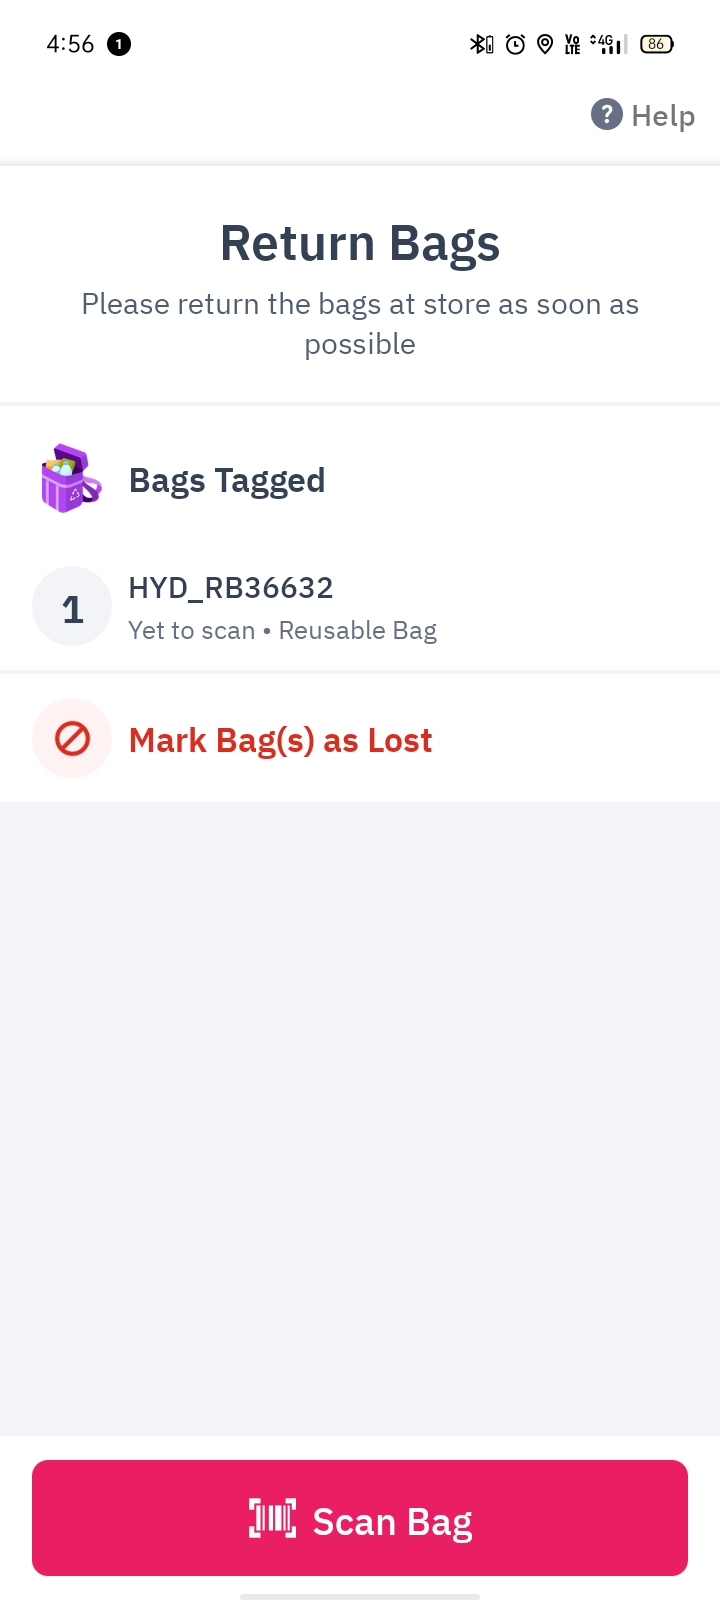 4:56 1 Vo LTE 4G 86
? Help
Return Bags
Please return the bags at store as soon as
possible
Bags Tagged
1 HYD_RB36632
Yet to scan • Reusable Bag
Mark Bag(s) as Lost
Scan Bag